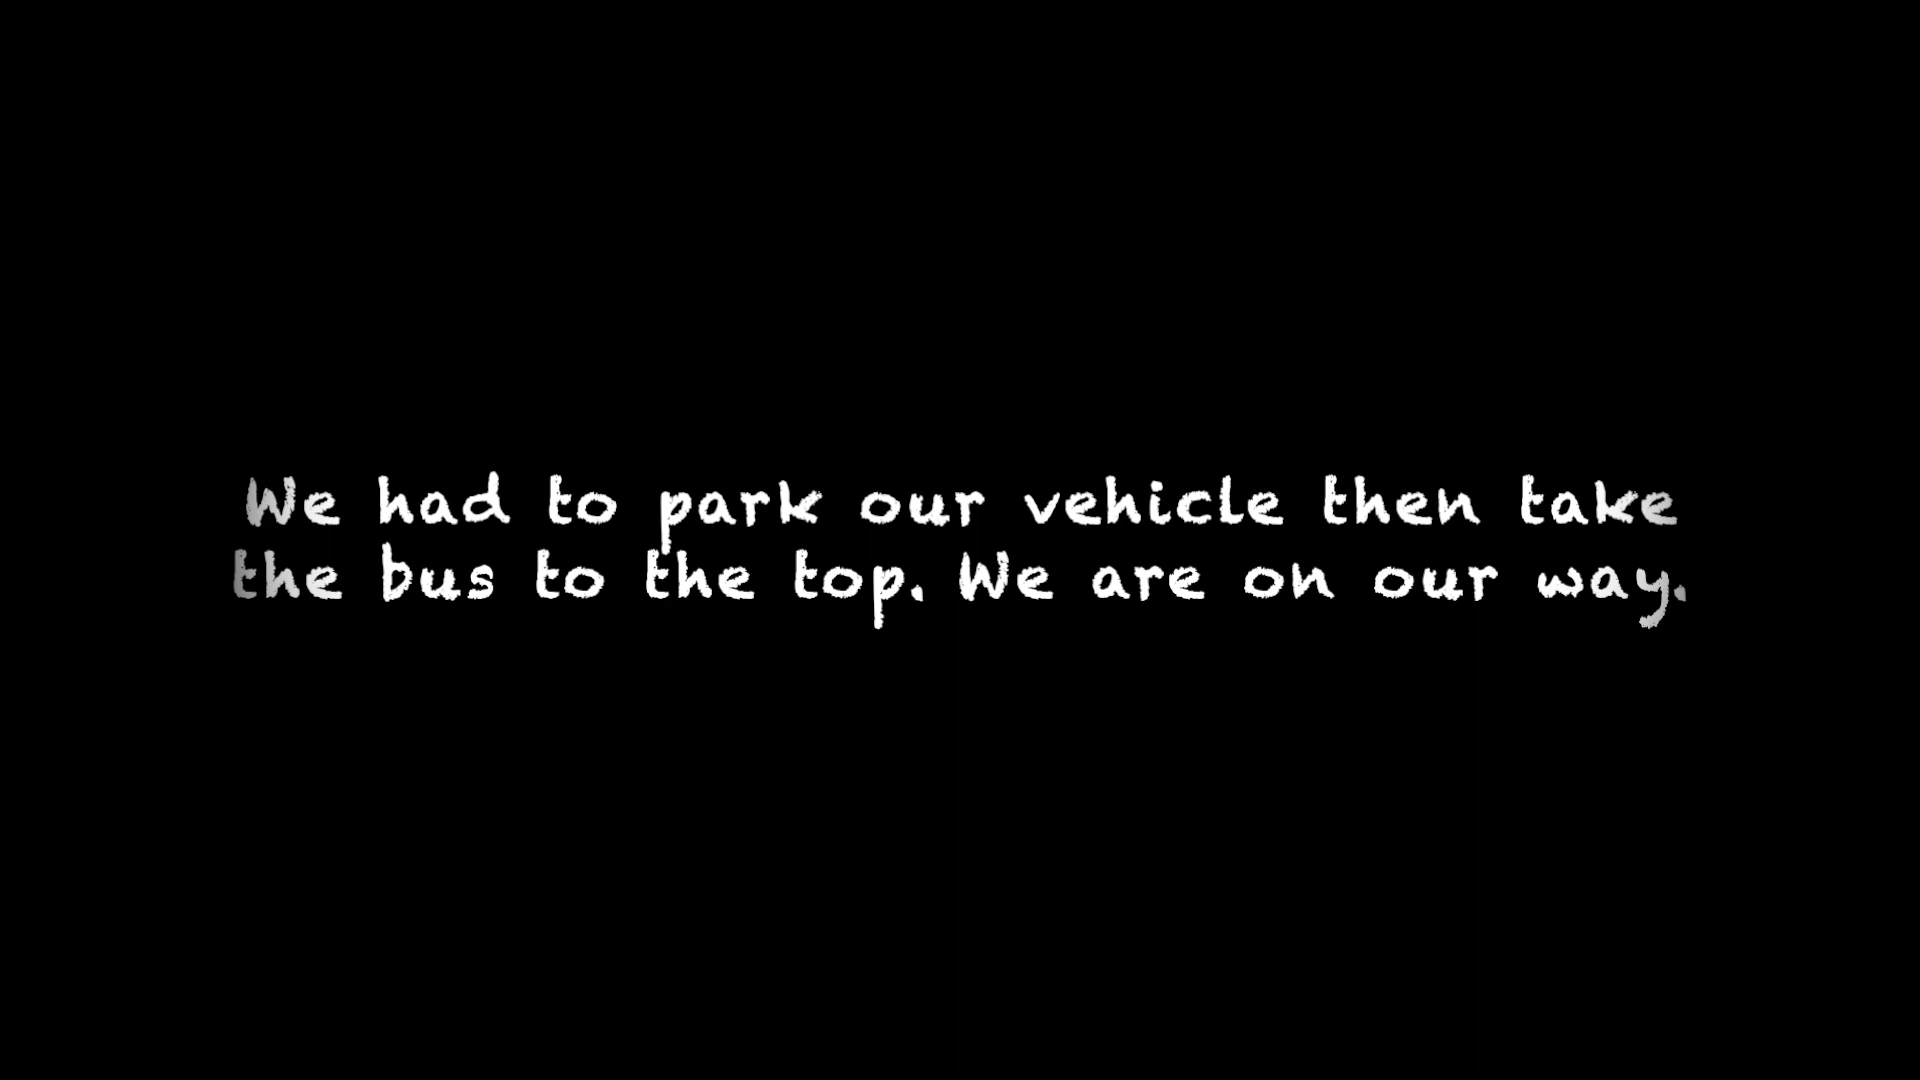 We had to park our vehicle then take
the bus to the top. We are on our way.